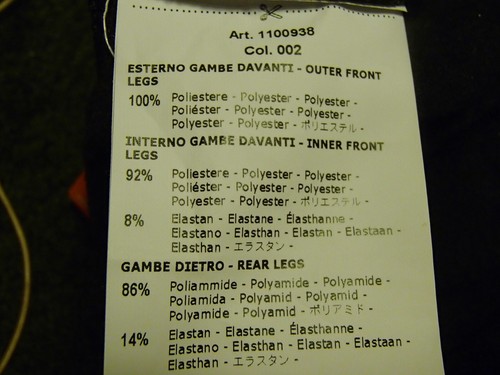 Art. 1100938
Col. 002
ESTERNO GAMBE DAVANTI - OUTER FRONT
LEGS
100% Poliestere - Polyester - Polyester -
Poliéster - Polyester - Polyester -
Polyester - Polyester - ポリエステル -
INTERNO GAMBE DAVANTI - INNER FRONT
LEGS
92% Poliestere - Polyester - Polyester -
Poliéster - Polyester - Polyester -
Polyester - Polyester - ポリエステル -
8% Elastan - Elastane - Élasthanne -
Elastano - Elasthan - Elastan - Elastaan -
Elasthan - エラスタン -
GAMBE DIETRO - REAR LEGS
86% Poliammide - Polyamide - Polyamide -
Poliamida - Polyamid - Polyamid -
Polyamide - Polyamid - ポリアミド -
14% Elastan - Elastane - Élasthanne -
Elastano - Elasthan - Elastan - Elastaan -
Elasthan - エラスタン -